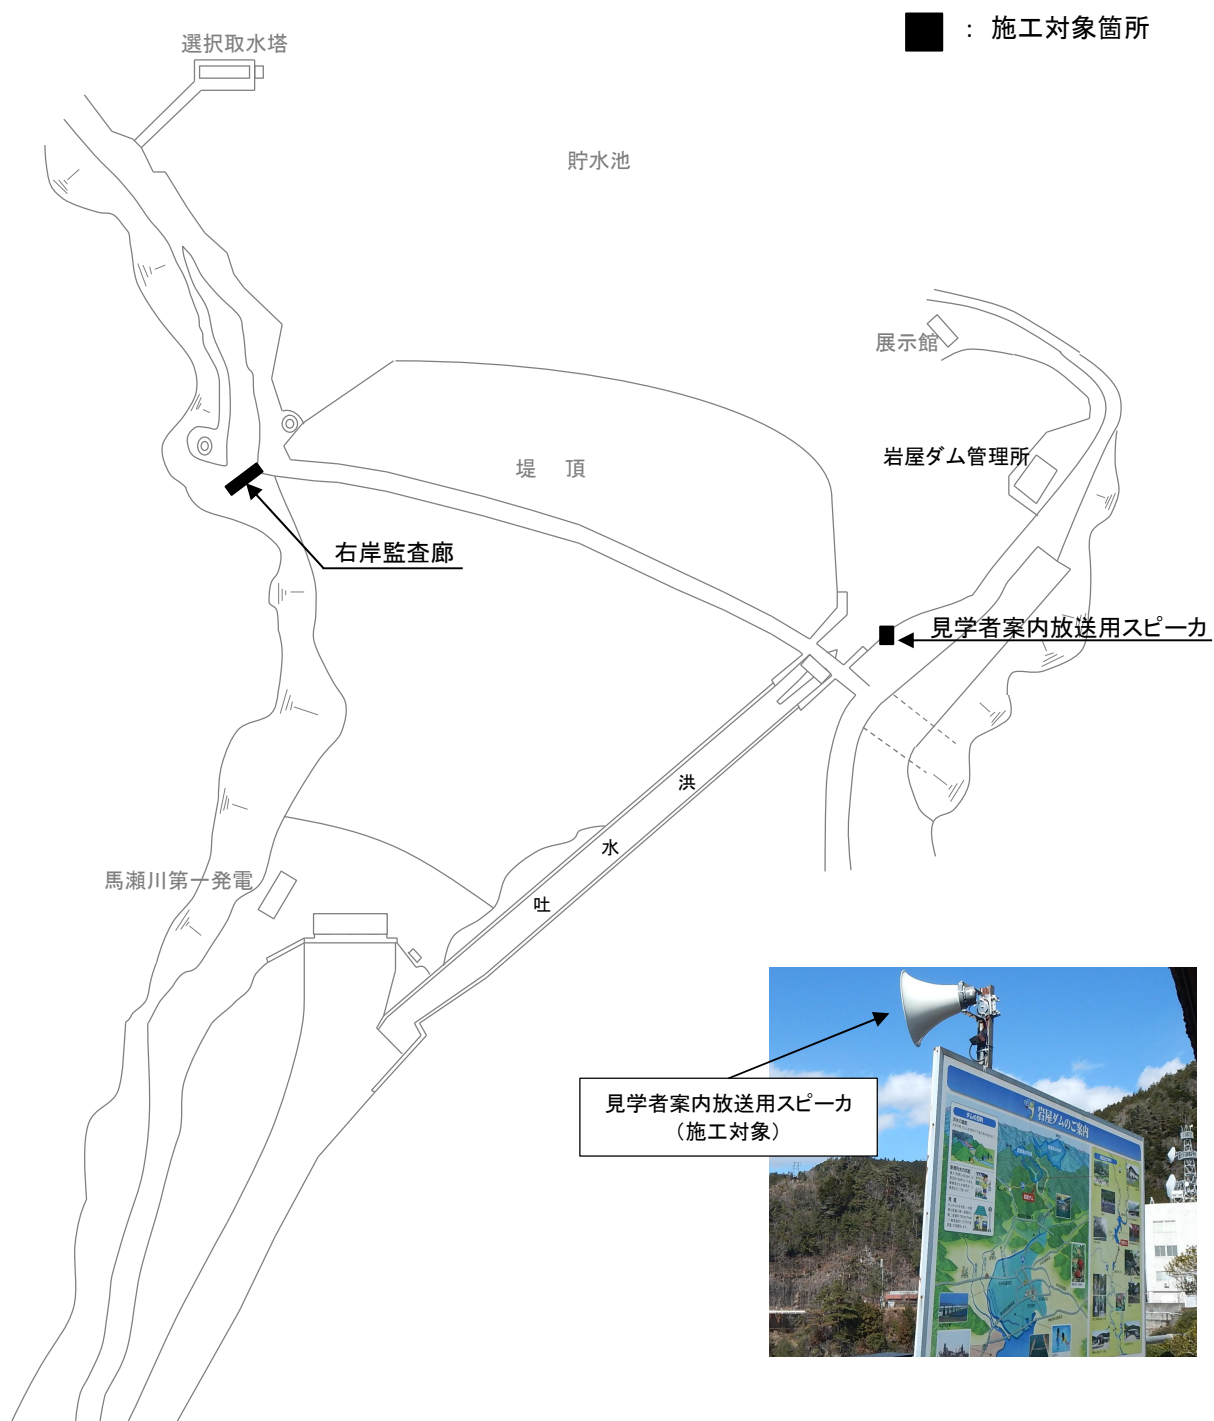 ： 施工対象箇所
選択取水塔
貯水池
展示館
岩屋ダム管理所
堤 頂
右岸監査廊
見学者案内放送用スピーカ
洪
水
吐
馬瀬川第一発電
見学者案内放送用スピーカ
（施工対象）
岩屋ダムのご案内